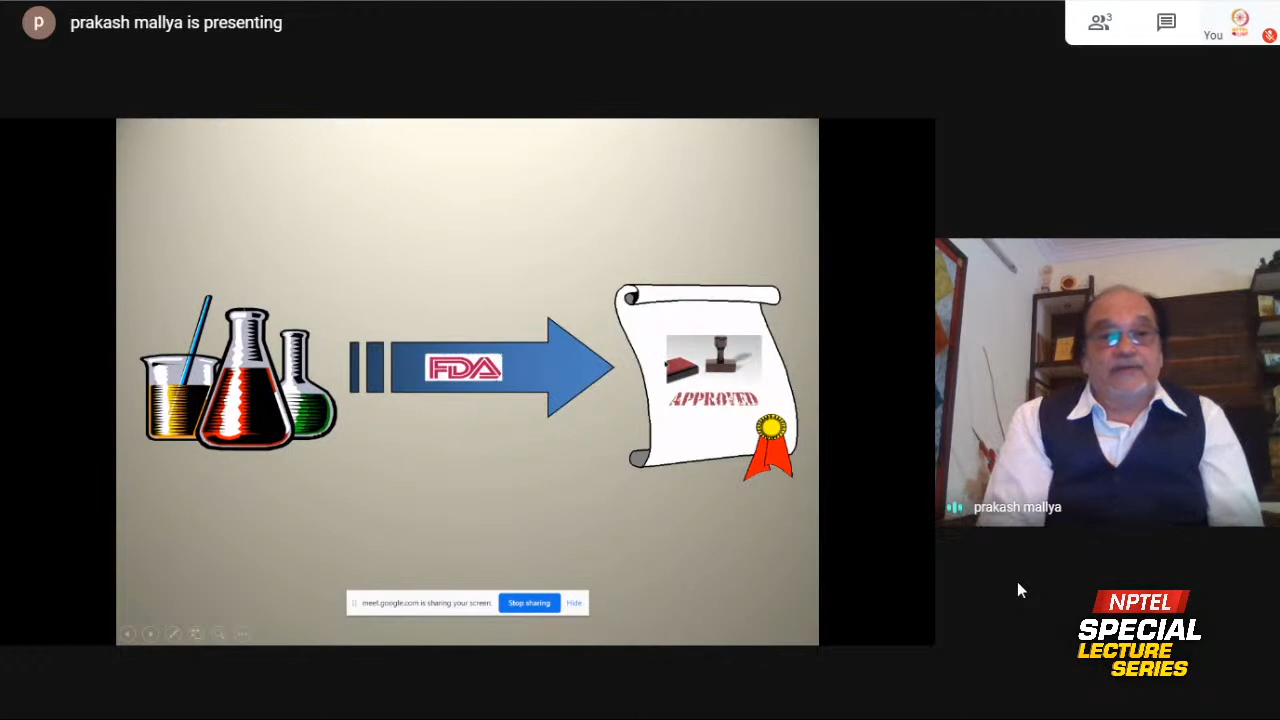 p
prakash mallya is presenting
3
You
FDA
APPROVED
prakash mallya
meet.google.com is sharing your screen.
Stop sharing
Hide
NPTEL
SPECIAL
LECTURE
SERIES